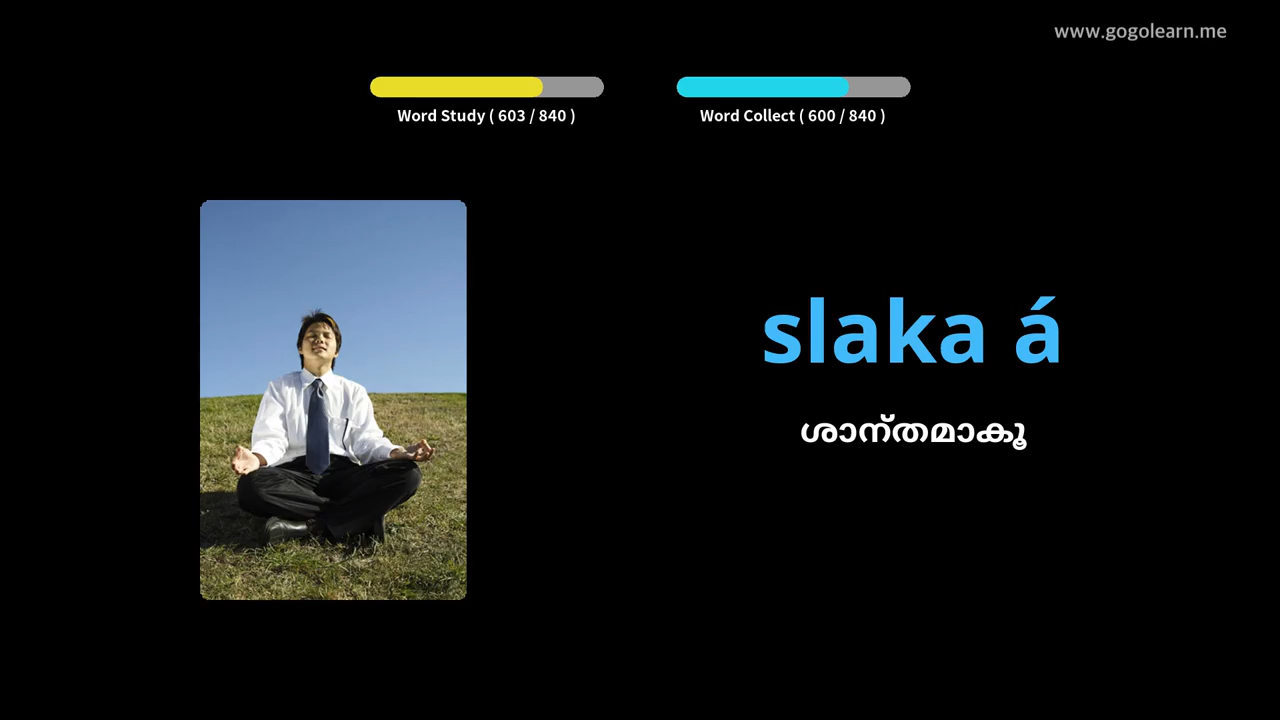 www.gogolearn.me
Word Study ( 603 / 840 )
Word Collect ( 600 / 840 )
slaka á
ശാന്തമാകൂ